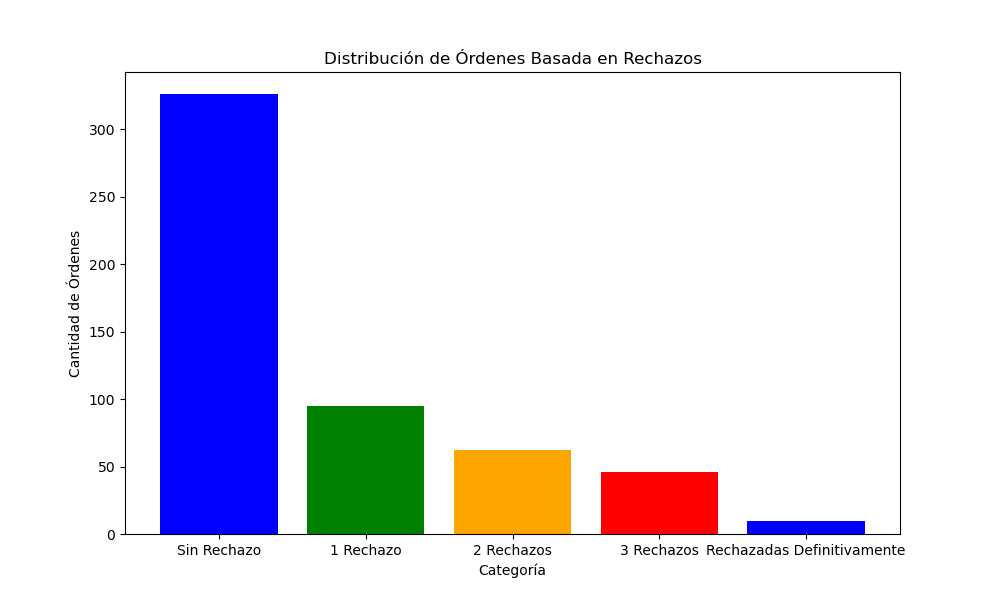 Distribución de Órdenes Basada en Rechazos
Cantidad de Órdenes
300
250
200
150
100
50
0
Sin Rechazo
1 Rechazo
2 Rechazos
3 Rechazos
Rechazadas Definitivamente
Categoría